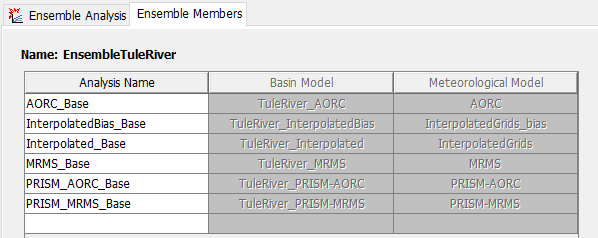 Ensemble Analysis Ensemble Members
Name: EnsembleTuleRiver
Analysis Name Basin Model Meteorological Model
AORC_Base TuleRiver_AORC AORC
InterpolatedBias_Base TuleRiver_InterpolatedBias InterpolatedGrids_bias
Interpolated_Base TuleRiver_Interpolated InterpolatedGrids
MRMS_Base TuleRiver_MRMS MRMS
PRISM_AORC_Base TuleRiver_PRISM-AORC PRISM-AORC
PRISM_MRMS_Base TuleRiver_PRISM-MRMS PRISM-MRMS